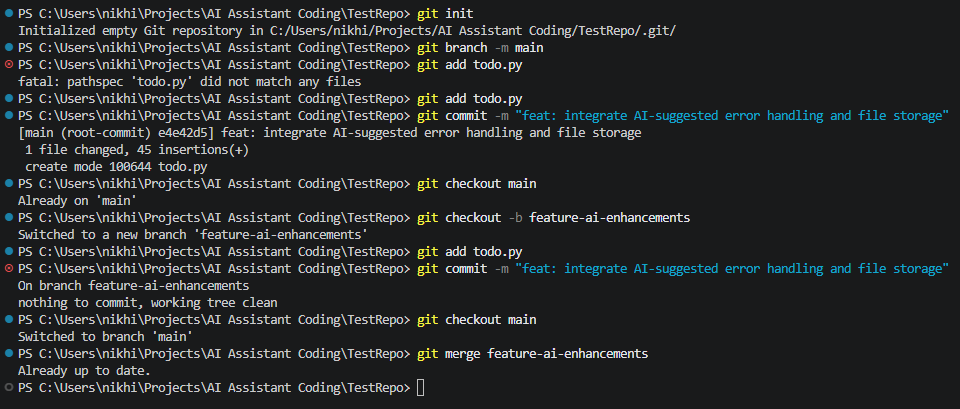 PS C:\Users\nikhi\Projects\AI Assistant Coding\TestRepo> git init
Initialized empty Git repository in C:/Users/nikhi/Projects/AI Assistant Coding/TestRepo/.git/
PS C:\Users\nikhi\Projects\AI Assistant Coding\TestRepo> git branch -m main
PS C:\Users\nikhi\Projects\AI Assistant Coding\TestRepo> git add todo.py
fatal: pathspec 'todo.py' did not match any files
PS C:\Users\nikhi\Projects\AI Assistant Coding\TestRepo> git add todo.py
PS C:\Users\nikhi\Projects\AI Assistant Coding\TestRepo> git commit -m "feat: integrate AI-suggested error handling and file storage"
[main (root-commit) e4e42d5] feat: integrate AI-suggested error handling and file storage
 1 file changed, 45 insertions(+)
 create mode 100644 todo.py
PS C:\Users\nikhi\Projects\AI Assistant Coding\TestRepo> git checkout main
Already on 'main'
PS C:\Users\nikhi\Projects\AI Assistant Coding\TestRepo> git checkout -b feature-ai-enhancements
Switched to a new branch 'feature-ai-enhancements'
PS C:\Users\nikhi\Projects\AI Assistant Coding\TestRepo> git add todo.py
PS C:\Users\nikhi\Projects\AI Assistant Coding\TestRepo> git commit -m "feat: integrate AI-suggested error handling and file storage"
On branch feature-ai-enhancements
nothing to commit, working tree clean
PS C:\Users\nikhi\Projects\AI Assistant Coding\TestRepo> git checkout main
Switched to branch 'main'
PS C:\Users\nikhi\Projects\AI Assistant Coding\TestRepo> git merge feature-ai-enhancements
Already up to date.
PS C:\Users\nikhi\Projects\AI Assistant Coding\TestRepo>